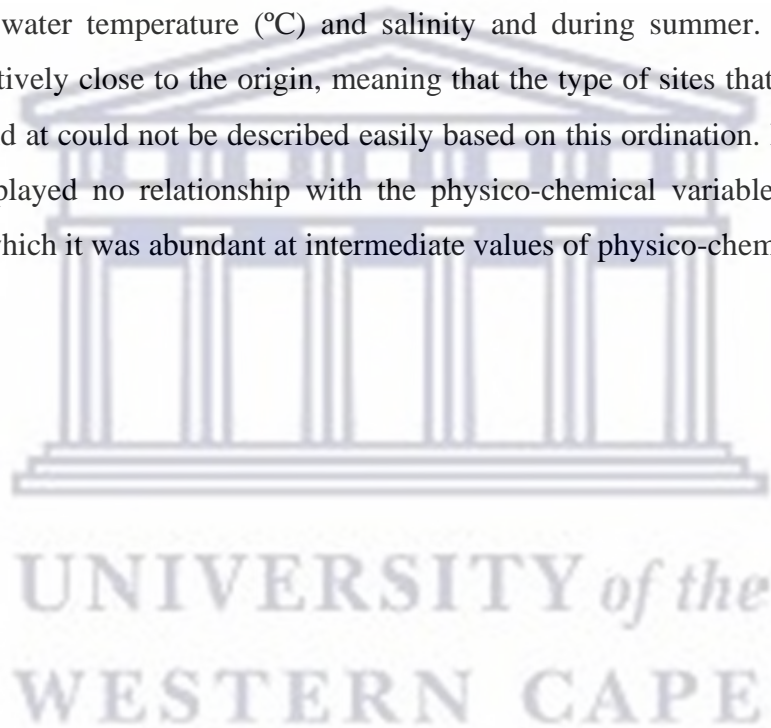 water temperature (ºC) and salinity and during summer.
tively close to the origin, meaning that the type of sites that
d at could not be described easily based on this ordination.
played no relationship with the physico-chemical variable
which it was abundant at intermediate values of physico-chem
UNIVERSITY of the
WESTERN CAPE